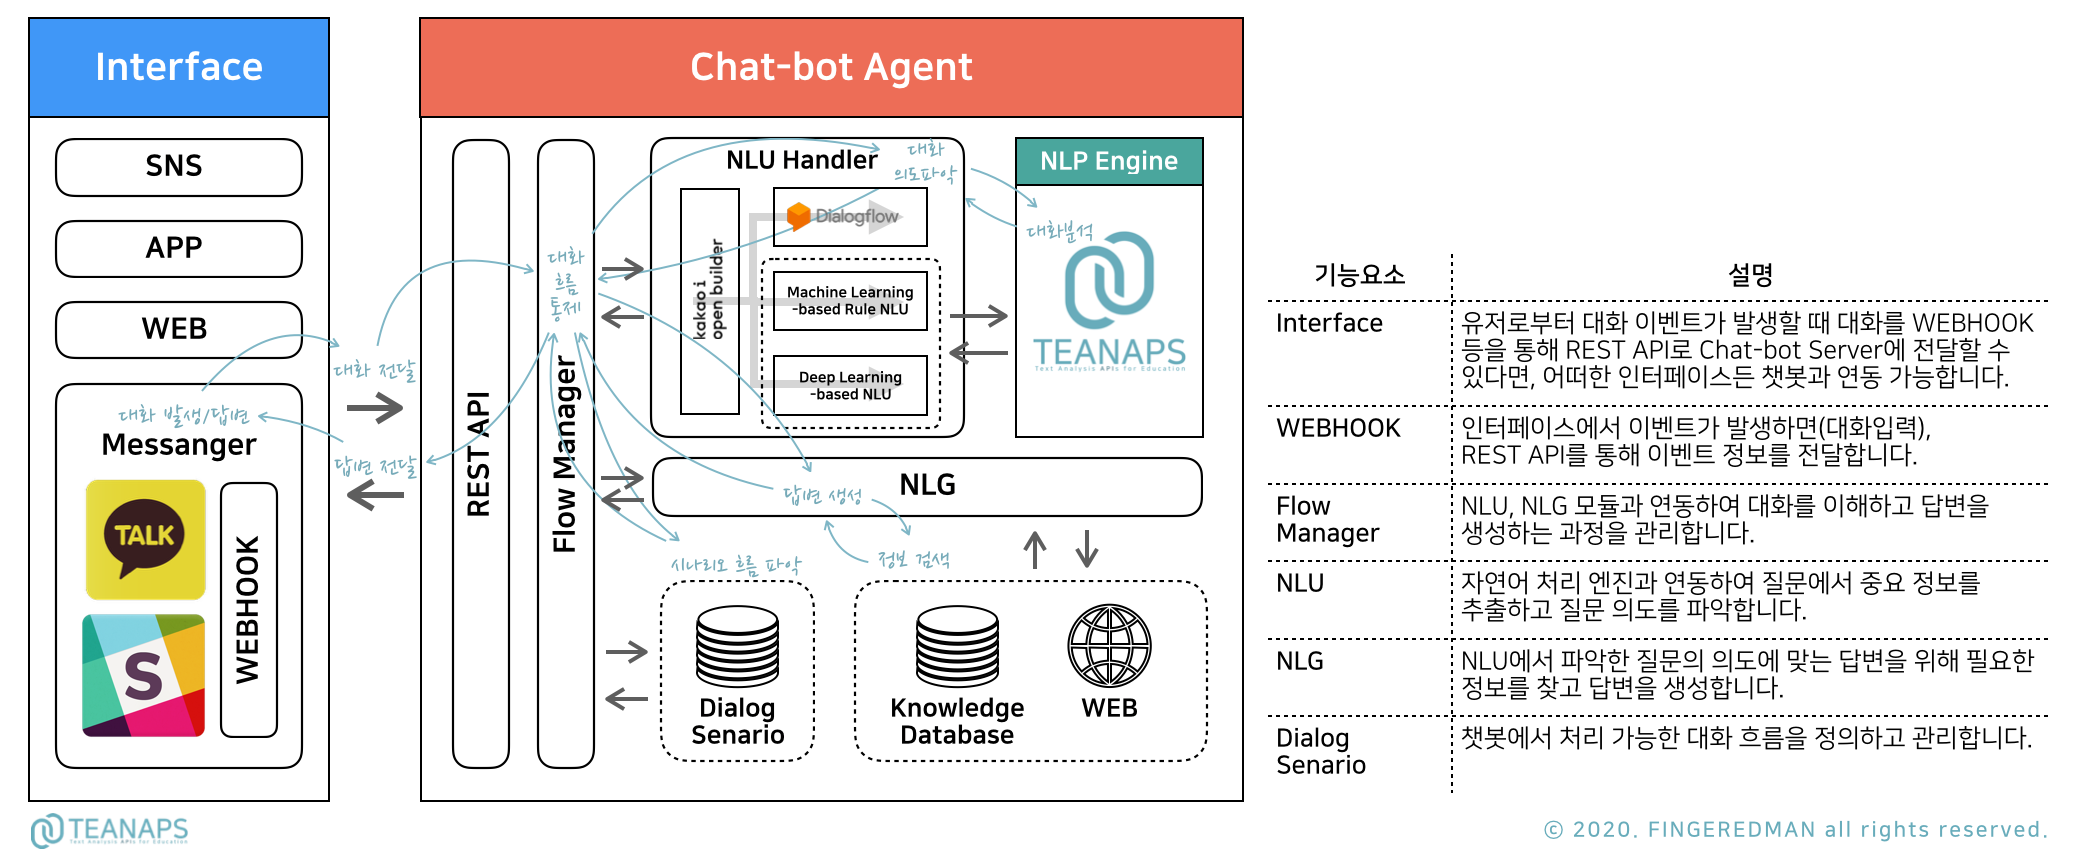 Interface
SNS
APP
WEB
대화 발생/답변
Messanger
TALK
S
WEBHOOK
대화 전달
답변 전달
Chat-bot Agent
REST API
대화
흐름
통제
Flow Manager
NLU Handler
대화
의도파악
kakao i
open builder
Dialogflow
Machine Learning
-based Rule NLU
Deep Learning
-based NLU
NLP Engine
대화분석
TEANAPS
Text Analysis APIs for Education
NLG
답변 생성
시나리오 흐름 파악
정보 검색
Dialog
Senario
Knowledge
Database
WEB
기능요소 설명
Interface 유저로부터 대화 이벤트가 발생할 때 대화를 WEBHOOK
등을 통해 REST API로 Chat-bot Server에 전달할 수
있다면, 어떠한 인터페이스든 챗봇과 연동 가능합니다.
WEBHOOK 인터페이스에서 이벤트가 발생하면(대화입력),
REST API를 통해 이벤트 정보를 전달합니다.
Flow NLU, NLG 모듈과 연동하여 대화를 이해하고 답변을
Manager 생성하는 과정을 관리합니다.
NLU 자연어 처리 엔진과 연동하여 질문에서 중요 정보를
추출하고 질문 의도를 파악합니다.
NLG NLU에서 파악한 질문의 의도에 맞는 답변을 위해 필요한
정보를 찾고 답변을 생성합니다.
Dialog 챗봇에서 처리 가능한 대화 흐름을 정의하고 관리합니다.
Senario
TEANAPS
Text Analysis APIs for Education
© 2020. FINGEREDMAN all rights reserved.